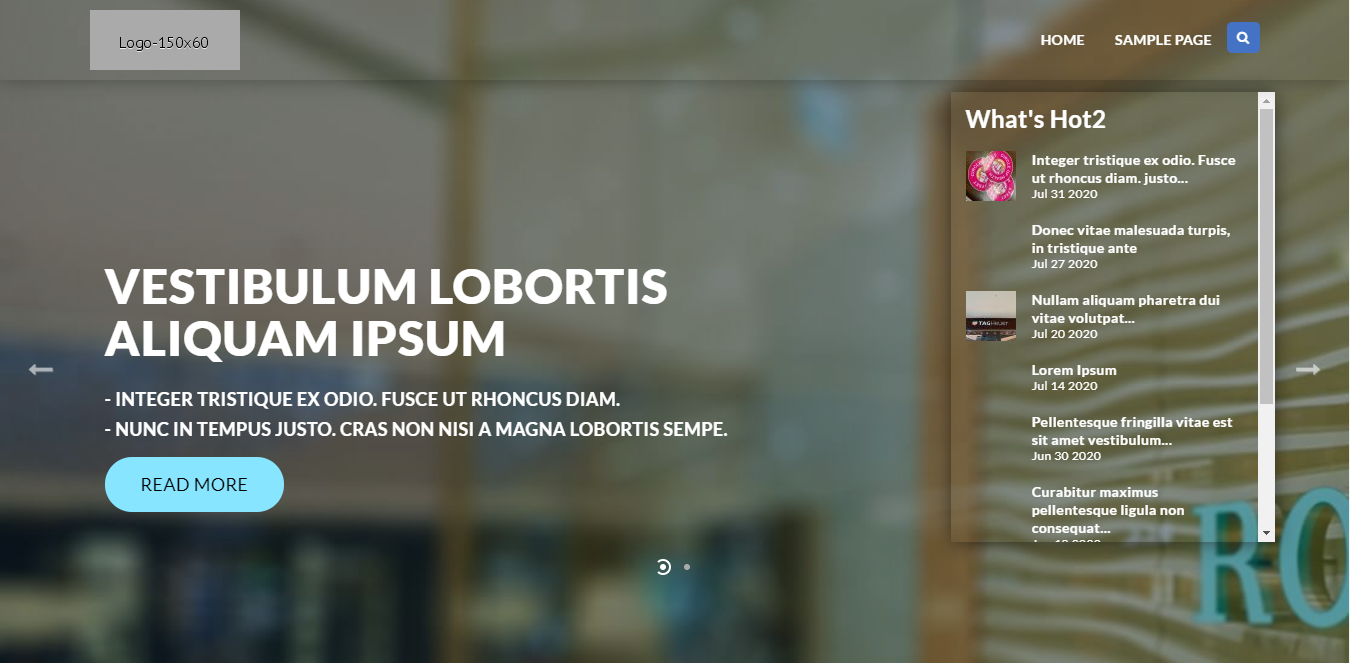 Logo-150x60
HOME
SAMPLE PAGE
What's Hot2
Integer tristique ex odio. Fusce
ut rhoncus diam. justo...
Jul 31 2020
Donec vitae malesuada turpis,
in tristique ante
Jul 27 2020
Nullam aliquam pharetra dui
vitae volutpat...
Jul 20 2020
TAGHeuer
Lorem Ipsum
Jul 14 2020
Pellentesque fringilla vitae est
sit amet vestibulum...
Jun 30 2020
Curabitur maximus
pellentesque ligula non
consequat...
VESTIBULUM LOBORTIS
ALIQUAM IPSUM
- INTEGER TRISTIQUE EX ODIO. FUSCE UT RHONCUS DIAM.
- NUNC IN TEMPUS JUSTO. CRAS NON NISI A MAGNA LOBORTIS SEMPE.
READ MORE
RO